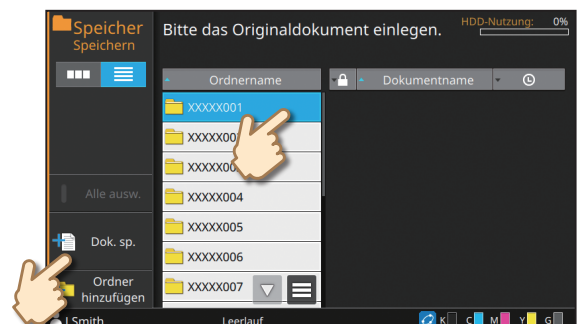 Speicher
Speichern
Bitte das Originaldokument einlegen.
HDD-Nutzung: 0%
Ordnername
Dokumentname
XXXXX001
XXXXX004
XXXXX005
XXXXX006
XXXXX007
Alle ausw.
Dok. sp.
Ordner
hinzufügen
Smith
Leerlauf
K C M Y G